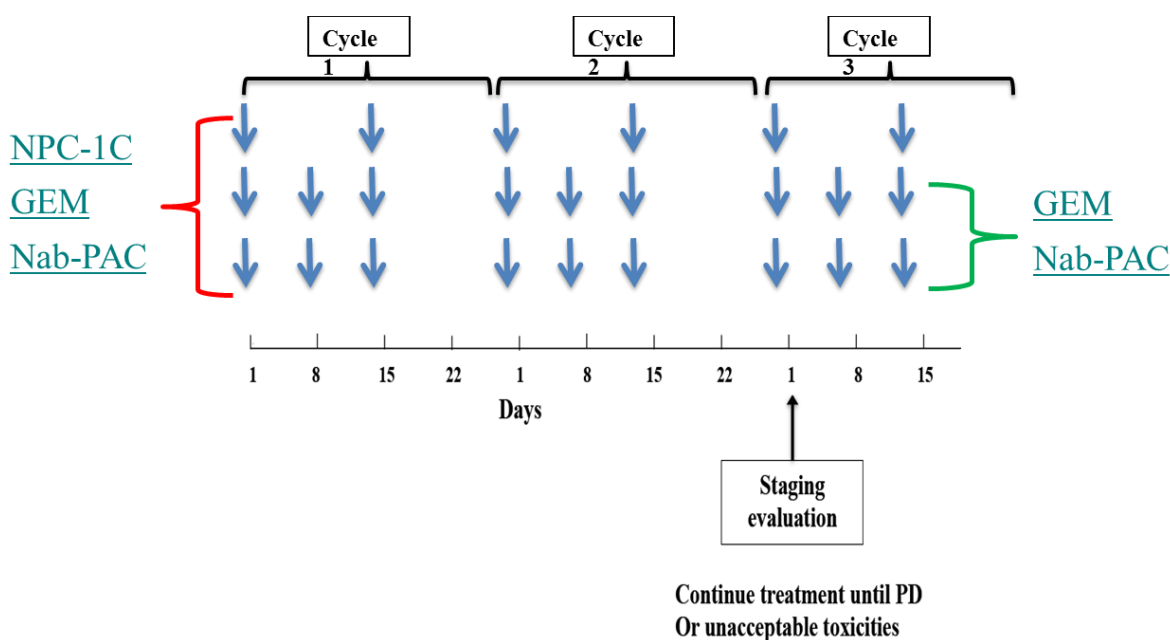 Cycle
1
Cycle
2
Cycle
3
NPC-1C
GEM
Nab-PAC
GEM
Nab-PAC
1 8 15 22 1 8 15 22 1 8 15
Days
Staging
evaluation
Continue treatment until PD
Or unacceptable toxicities